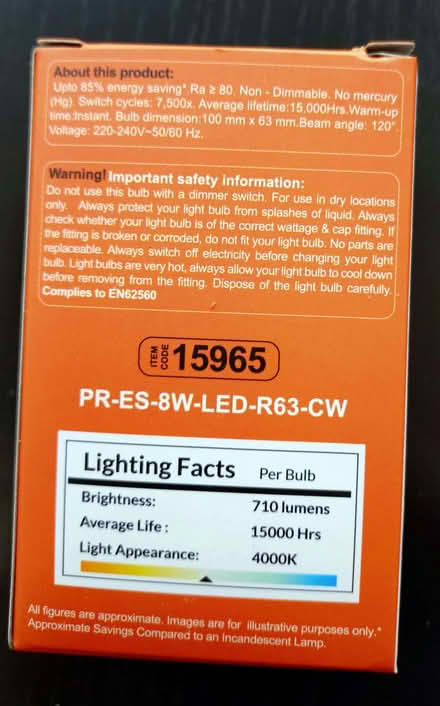 About this product:
Upto 85% energy saving*.Ra ≥ 80. Non - Dimmable. No mercury
(Hg). Switch cycles: 7,500x. Average lifetime:15,000Hrs.Warm-up
time:Instant. Bulb dimension:100 mm x 63 mm.Beam angle: 120°.
Voltage: 220-240V~50/60 Hz.
Warning! Important safety information:
Do not use this bulb with a dimmer switch. For use in dry locations
only. Always protect your light bulb from splashes of liquid. Always
check whether your light bulb is of the correct wattage & cap fitting. If
the fitting is broken or corroded, do not fit your light bulb. No parts are
replaceable. Always switch off electricity before changing your light
bulb. Light bulbs are very hot, always allow your light bulb to cool down
before removing from the fitting. Dispose of the light bulb carefully.
Complies to EN62560
ITEM CODE 15965
PR-ES-8W-LED-R63-CW
Lighting Facts Per Bulb
Brightness: 710 lumens
Average Life : 15000 Hrs
Light Appearance: 4000K
All figures are approximate. Images are for illustrative purposes only.*
Approximate Savings Compared to an Incandescent Lamp.